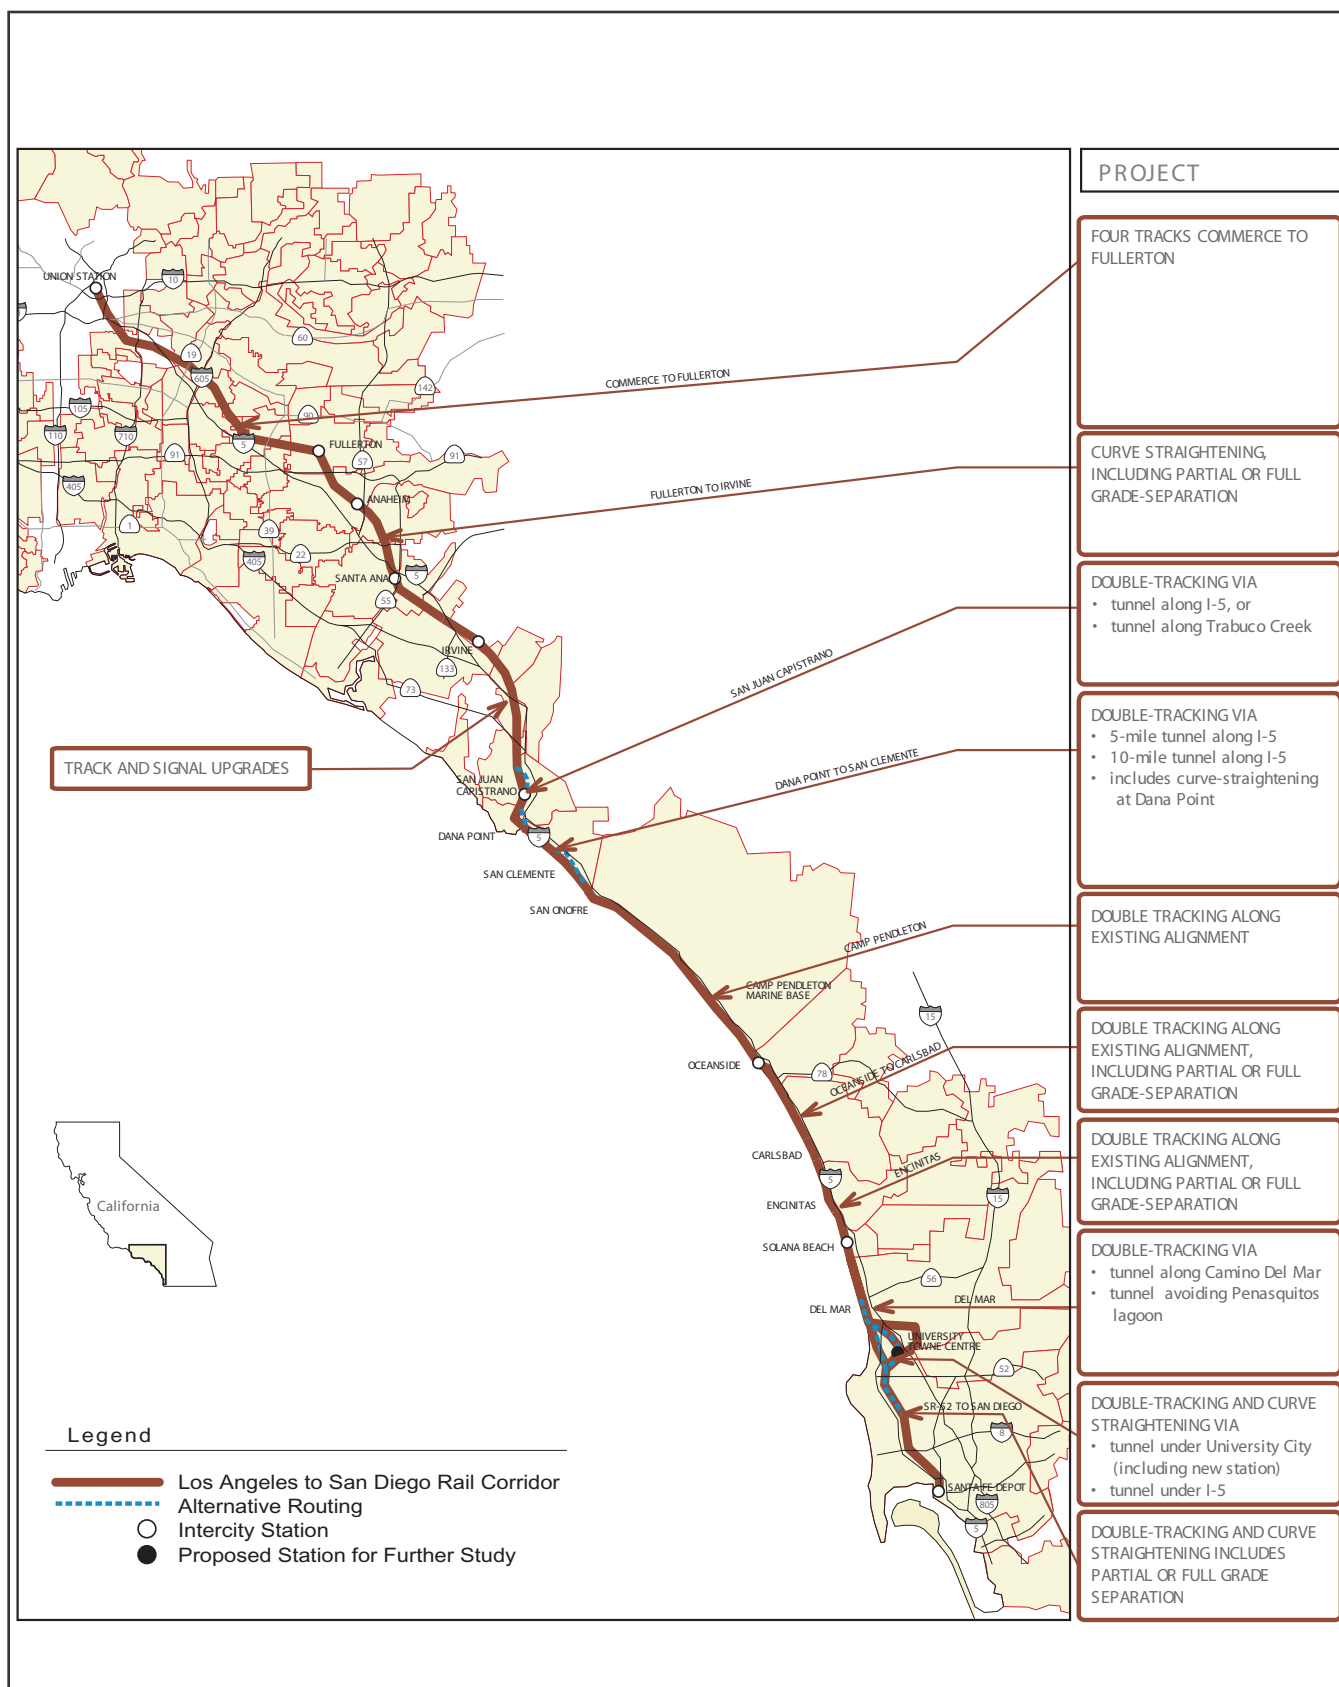 PROJECT
FOUR TRACKS COMMERCE TO
FULLERTON
CURVE STRAIGHTENING,
INCLUDING PARTIAL OR FULL
GRADE-SEPARATION
DOUBLE-TRACKING VIA
• tunnel along I-5, or
• tunnel along Trabuco Creek
DOUBLE-TRACKING VIA
• 5-mile tunnel along I-5
• 10-mile tunnel along I-5
• includes curve-straightening
at Dana Point
DOUBLE TRACKING ALONG
EXISTING ALIGNMENT
DOUBLE TRACKING ALONG
EXISTING ALIGNMENT,
INCLUDING PARTIAL OR FULL
GRADE-SEPARATION
DOUBLE TRACKING ALONG
EXISTING ALIGNMENT,
INCLUDING PARTIAL OR FULL
GRADE-SEPARATION
DOUBLE-TRACKING VIA
• tunnel along Camino Del Mar
• tunnel avoiding Penasquitos
lagoon
DOUBLE-TRACKING AND CURVE
STRAIGHTENING VIA
• tunnel under University City
(including new station)
• tunnel under I-5
DOUBLE-TRACKING AND CURVE
STRAIGHTENING INCLUDES
PARTIAL OR FULL GRADE
SEPARATION
UNION STATION
10
60
19
605
142
COMMERCE TO FULLERTON
105
90
110
710
5
FULLERTON
91
57
91
405
FULLERTON TO IRVINE
ANAHEIM
1
39
22
405
SANTA ANA
5
55
IRVINE
133
73
SAN JUAN CAPISTRANO
TRACK AND SIGNAL UPGRADES
SAN JUAN
CAPISTRANO
DANA POINT TO SAN CLEMENTE
DANA POINT
5
SAN CLEMENTE
SAN ONOFRE
CAMP PENDLETON
CAMP PENDLETON
MARINE BASE
15
OCEANSIDE
78
OCEANSIDE TO CARLSBAD
CARLSBAD
ENCINITAS
5
15
ENCINITAS
SOLANA BEACH
56
DEL MAR
DEL MAR
UNIVERSITY
TOWNE CENTRE
52
SR-52 TO SAN DIEGO
8
SANTA FE DEPOT
805
5
California
Legend
Los Angeles to San Diego Rail Corridor
Alternative Routing
Intercity Station
Proposed Station for Further Study